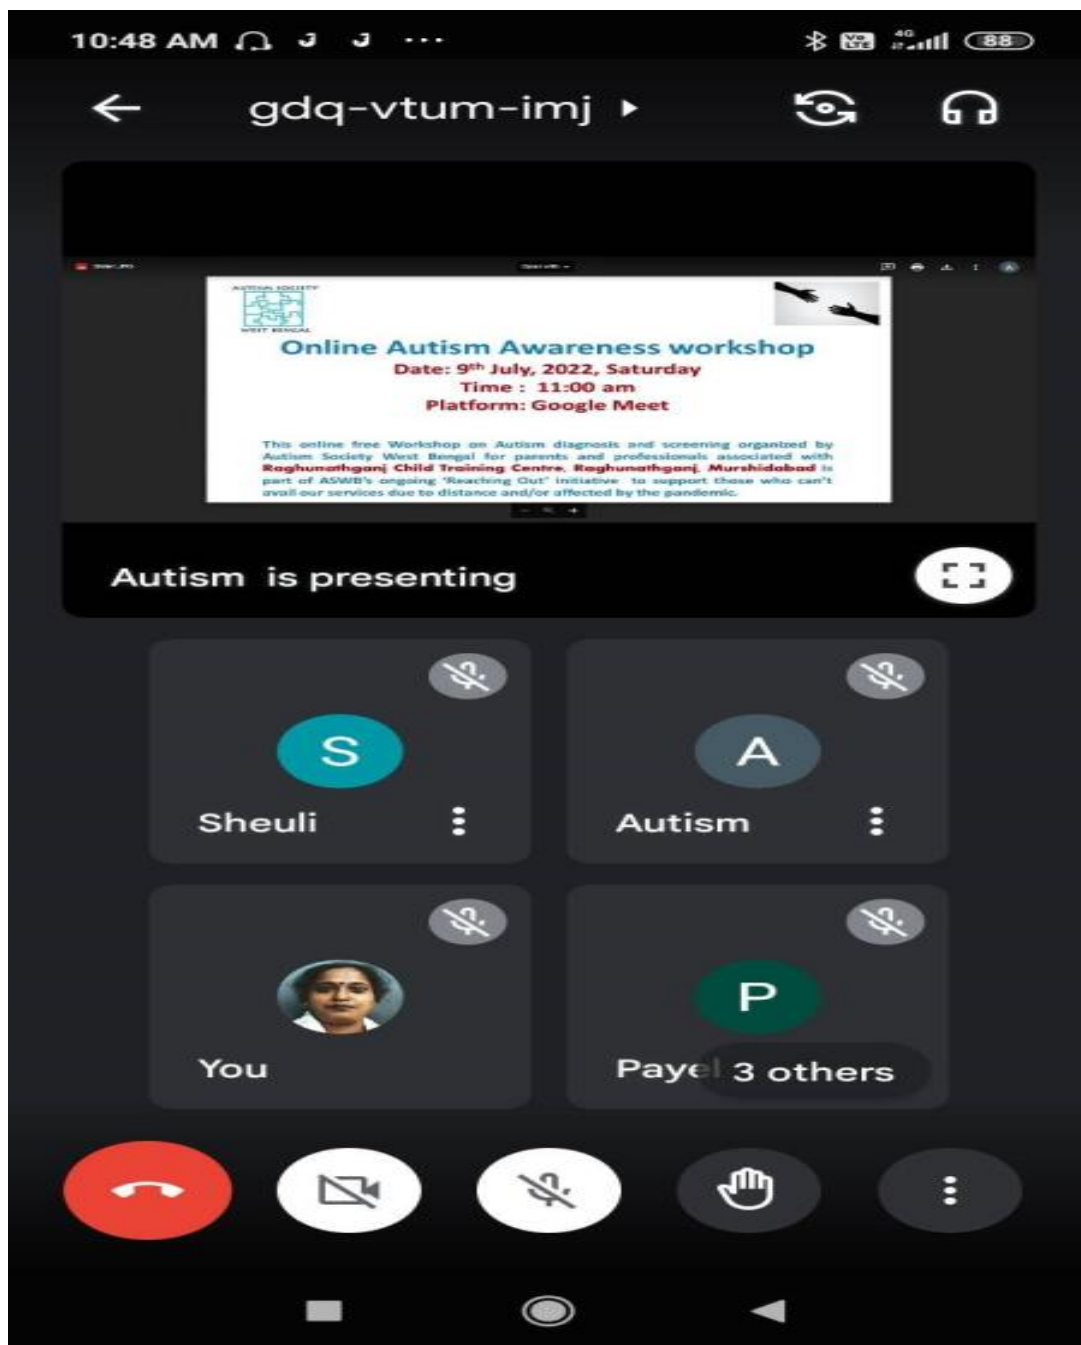 10:48 AM
4G
Vo LTE
88
gdq-vtum-imj
AUTISM SOCIETY
WEST BENGAL
Online Autism Awareness workshop
Date: 9th July, 2022, Saturday
Time : 11:00 am
Platform: Google Meet
This online free Workshop on Autism diagnosis and screening organized by
Autism Society West Bengal for parents and professionals associated with
Raghunathganj Child Training Centre, Raghunathganj, Murshidabad is
part of ASWB's ongoing 'Reaching Out' initiative to support those who can't
avail our services due to distance and/or affected by the pandemic.
Autism is presenting
S
Sheuli
A
Autism
You
P
Payel
3 others